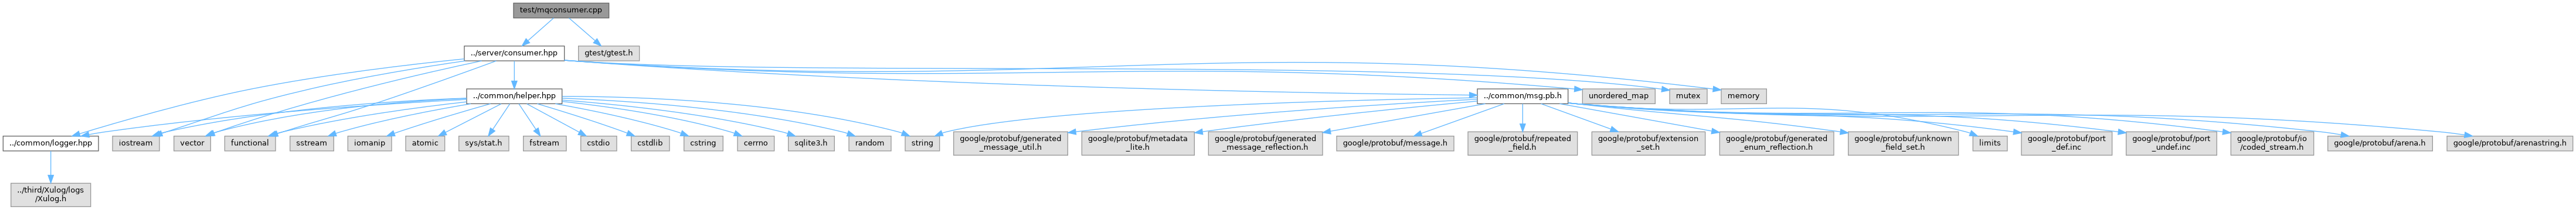 test/mqconsumer.cpp
../server/consumer.hpp
gtest/gtest.h
../common/helper.hpp
../common/msg.pb.h
unordered_map
mutex
memory
../common/logger.hpp
iostream
vector
functional
sstream
iomanip
atomic
sys/stat.h
fstream
cstdio
cstdlib
cstring
cerrno
sqlite3.h
random
string
google/protobuf/generated
_message_util.h
google/protobuf/metadata
_lite.h
google/protobuf/generated
_message_reflection.h
google/protobuf/message.h
google/protobuf/repeated
_field.h
google/protobuf/extension
_set.h
google/protobuf/generated
_enum_reflection.h
google/protobuf/unknown
_field_set.h
limits
google/protobuf/port
_def.inc
google/protobuf/port
_undef.inc
google/protobuf/io
/coded_stream.h
google/protobuf/arena.h
google/protobuf/arenastring.h
../third/Xulog/logs
/Xulog.h